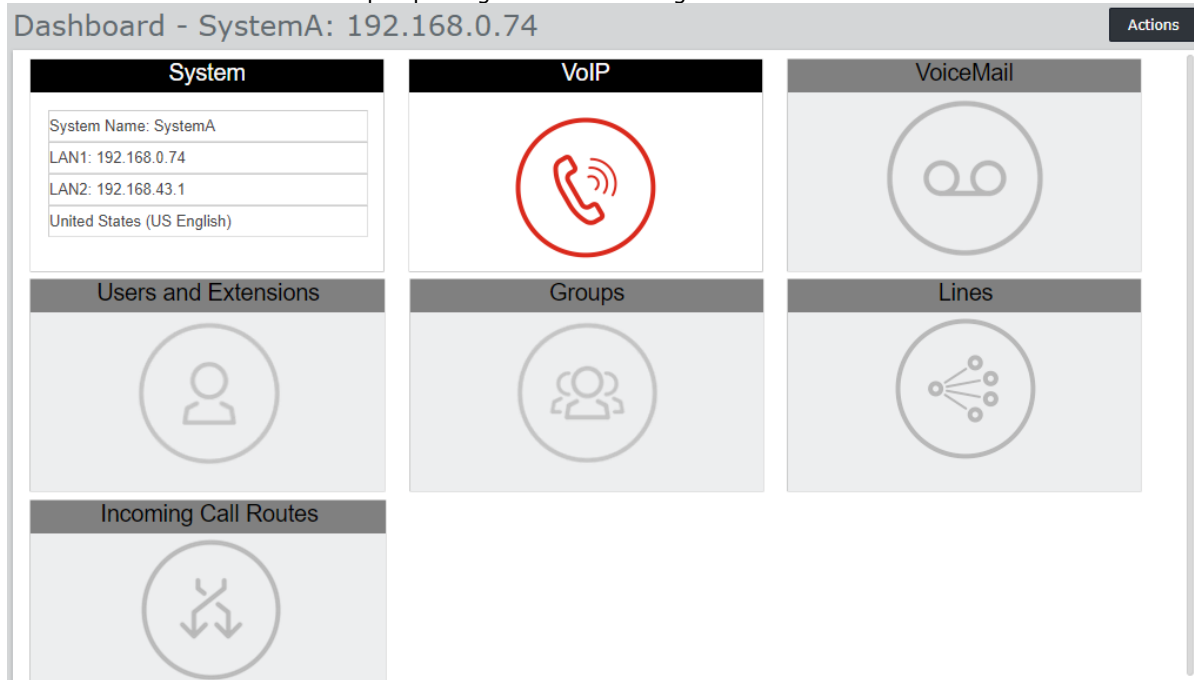 Dashboard - SystemA: 192.168.0.74
Actions
System
VoIP
VoiceMail
System Name: SystemA
LAN1: 192.168.0.74
LAN2: 192.168.43.1
United States (US English)
Users and Extensions
Groups
Lines
Incoming Call Routes